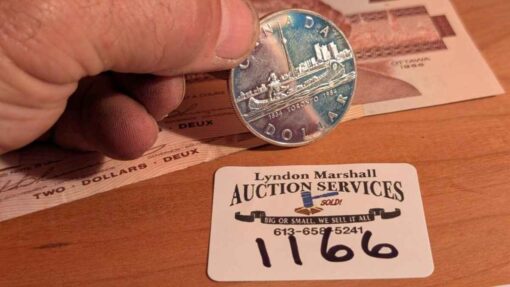 CANADA
1834 TORONTO 1984
DOLLAR
OTTAWA
1986
TWO · DOLLARS · DEUX
DEUX
Lyndon Marshall
AUCTION SERVICES
SOLD!
BIG OR SMALL, WE SELL IT ALL
613-658-5241
1166